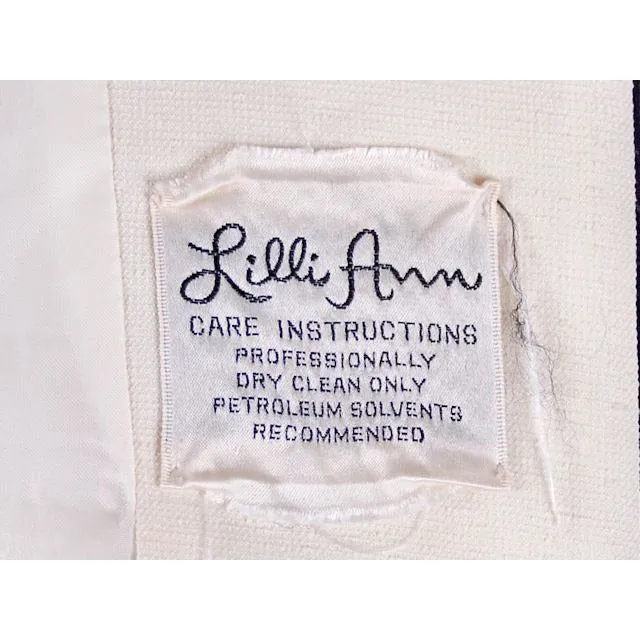 Lilli Ann
CARE INSTRUCTIONS
PROFESSIONALLY
DRY CLEAN ONLY
PETROLEUM SOLVENTS
RECOMMENDED